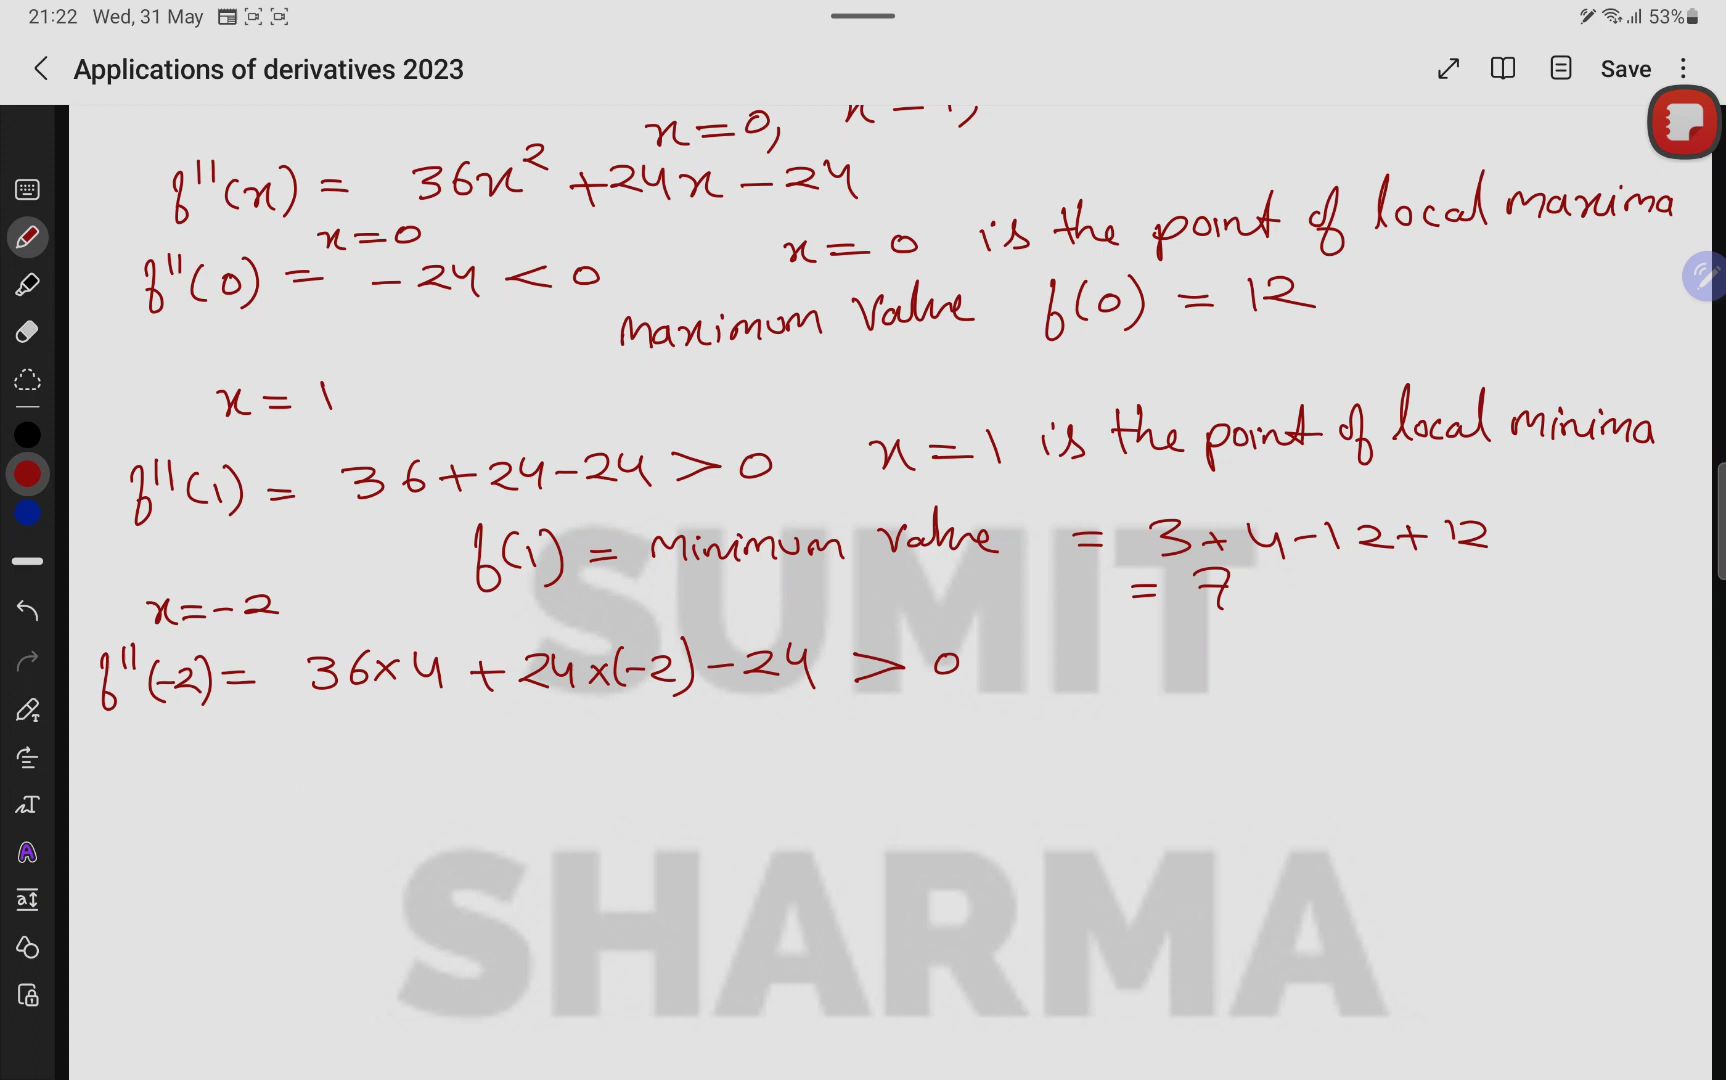 21:22 Wed, 31 May 53%
Applications of derivatives 2023 Save
x=0,
f''(x) = 36x² +24x -24
x=0
f''(0) = -24 < 0 x=0 is the point of local maxima
maximum value f(0) = 12
x = 1
f''(1) = 36+24-24 > 0 x=1 is the point of local minima
f(1) = minimum value = 3+4-12+12
= 7
x=-2
f''(-2) = 36×4 + 24×(-2) -24 > 0
SUMIT
SHARMA